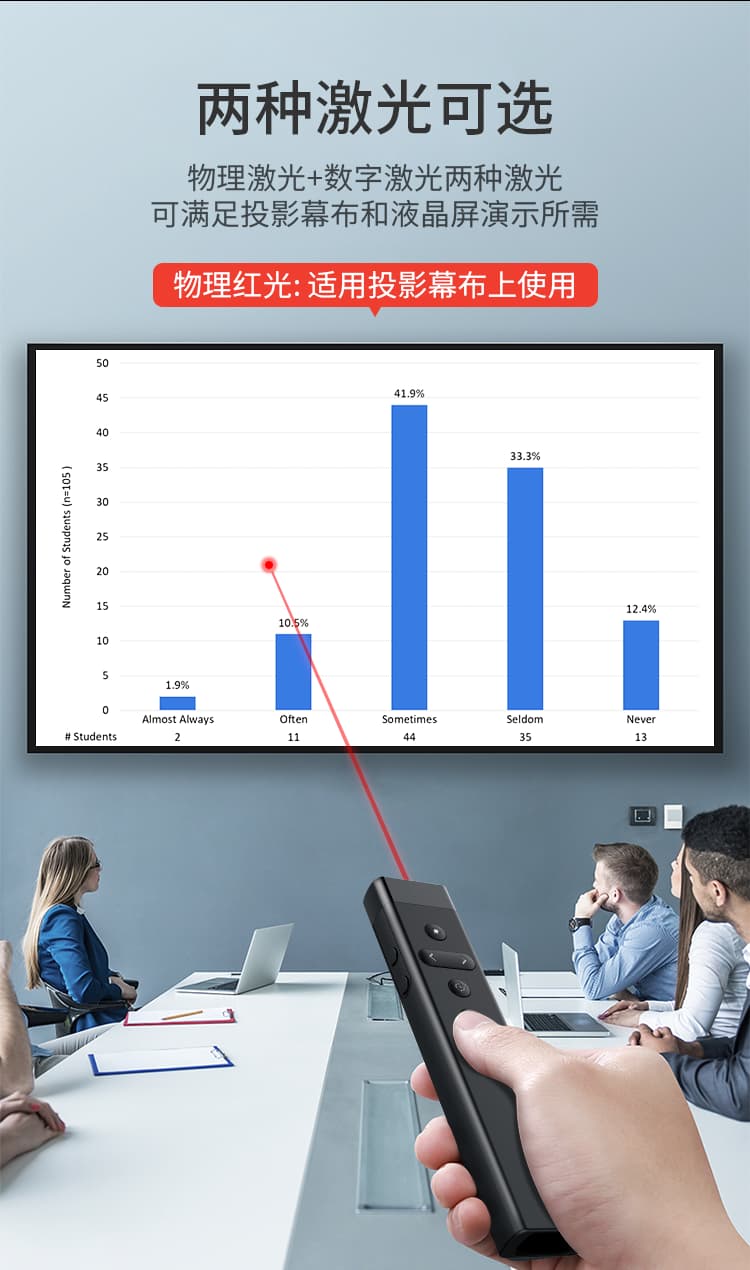 两种激光可选
物理激光+数字激光两种激光
可满足投影幕布和液晶屏演示所需
物理红光: 适用投影幕布上使用
50
45
40
35
30
25
20
15
10
5
0
Number of Students (n=105 )
1.9%
10.5%
41.9%
33.3%
12.4%
Almost Always Often Sometimes Seldom Never
# Students 2 11 44 35 13